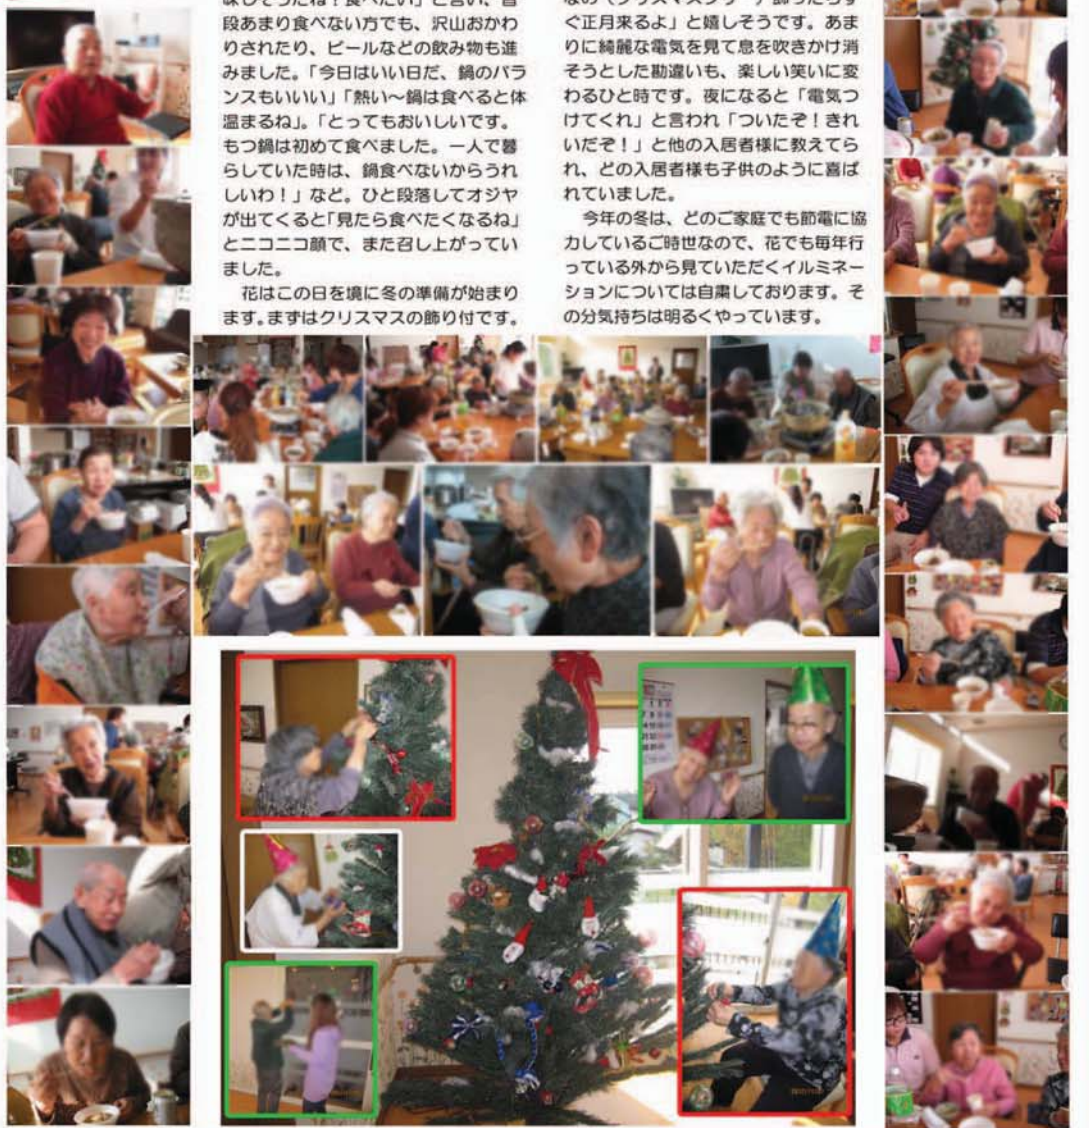 段あまり食べない方でも、沢山おかわ
りされたり、ビールなどの飲み物も進
みました。「今日はいい日だ、鍋のバラ
ンスもいいい」「熱い～鍋は食べると体
温まるね」。「とってもおいしいです。
もつ鍋は初めて食べました。一人で暮
らしていた時は、鍋食べないからうれ
しいわ！」など。ひと段落してオジヤ
が出てくると「見たら食べたくなるね」
とニコニコ顔で、また召し上がってい
ました。
　花はこの日を境に冬の準備が始まり
ます。まずはクリスマスの飾り付です。
ぐ正月来るよ」と嬉しそうです。あま
りに綺麗な電気を見て息を吹きかけ消
そうとした勘違いも、楽しい笑いに変
わるひと時です。夜になると「電気つ
けてくれ」と言われ「ついたぞ！きれ
いだぞ！」と他の入居者様に教えてら
れ、どの入居者様も子供のように喜ば
れていました。
　今年の冬は、どのご家庭でも節電に協
力しているご時世なので、花でも毎年行
っている外から見ていただくイルミネー
ションについては自粛しております。そ
の分気持ちは明るくやっています。